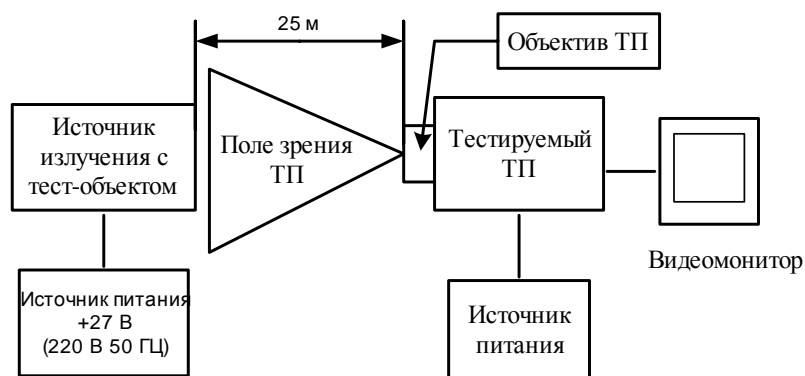 25 м
Объектив ТП
Источник
излучения с
тест-объектом
Поле зрения
ТП
Тестируемый
ТП
Видеомонитор
Источник питания
+27 В
(220 В 50 ГЦ)
Источник
питания